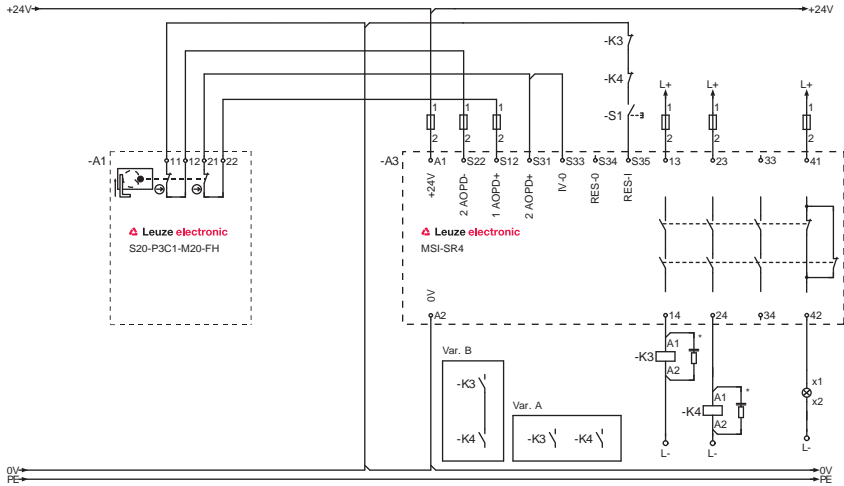 +24V
+24V
-K3
-K4
-S1
L+
L+
L+
1
2
1
2
1
2
1
2
1
2
1
2
-A1
11
12
21
22
-A3
A1
S22
S12
S31
S33
S34
S35
13
23
33
41
+24V
2 AOPD-
1 AOPD+
2 AOPD+
IV-0
RES-0
RES-I
Leuze electronic
S20-P3C1-M20-FH
Leuze electronic
MSI-SR4
0V
A2
14
24
34
42
Var. B
-K3
-K4
Var. A
-K3
-K4
-K3
A1
A2
*
-K4
A1
A2
*
x1
x2
L-
L-
L-
0V
0V
PE
PE